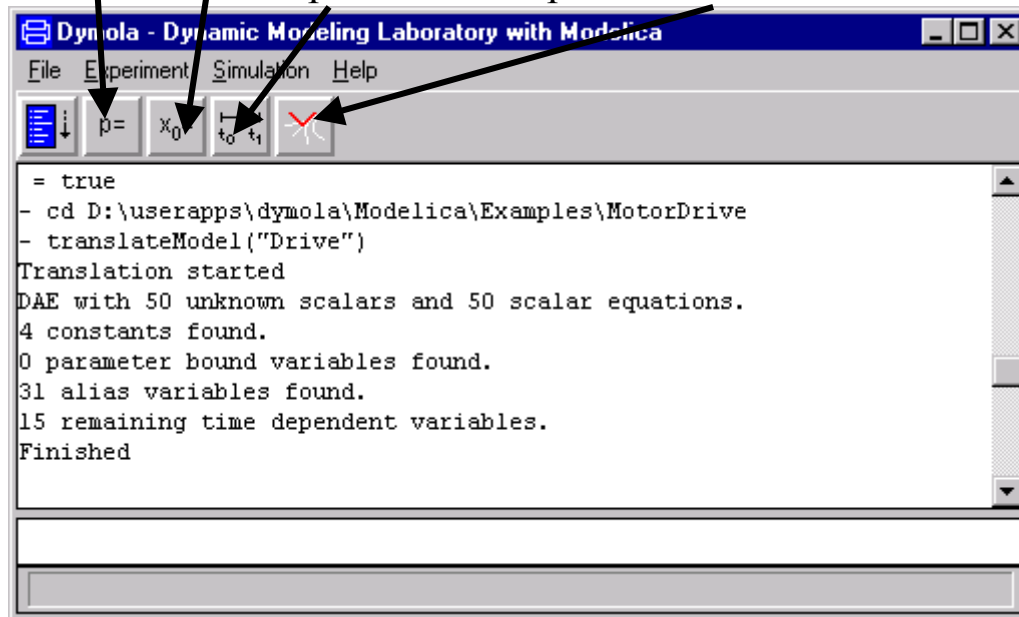 Dymola - Dynamic Modeling Laboratory with Modelica
File Experiment Simulation Help
p= x0= t0 t1
= true
- cd D:\userapps\dymola\Modelica\Examples\MotorDrive
- translateModel("Drive")
Translation started
DAE with 50 unknown scalars and 50 scalar equations.
4 constants found.
0 parameter bound variables found.
31 alias variables found.
15 remaining time dependent variables.
Finished